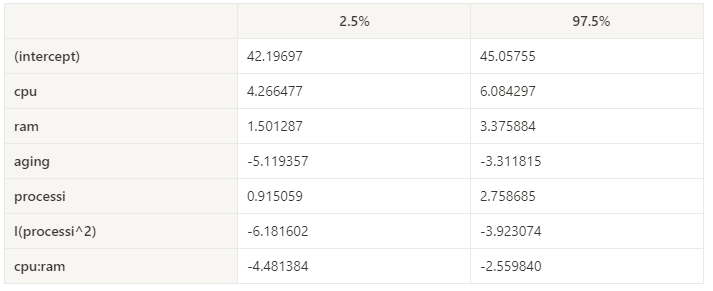 2.5% 97.5%
(intercept) 42.19697 45.05755
cpu 4.266477 6.084297
ram 1.501287 3.375884
aging -5.119357 -3.311815
processi 0.915059 2.758685
I(processi^2) -6.181602 -3.923074
cpu:ram -4.481384 -2.559840